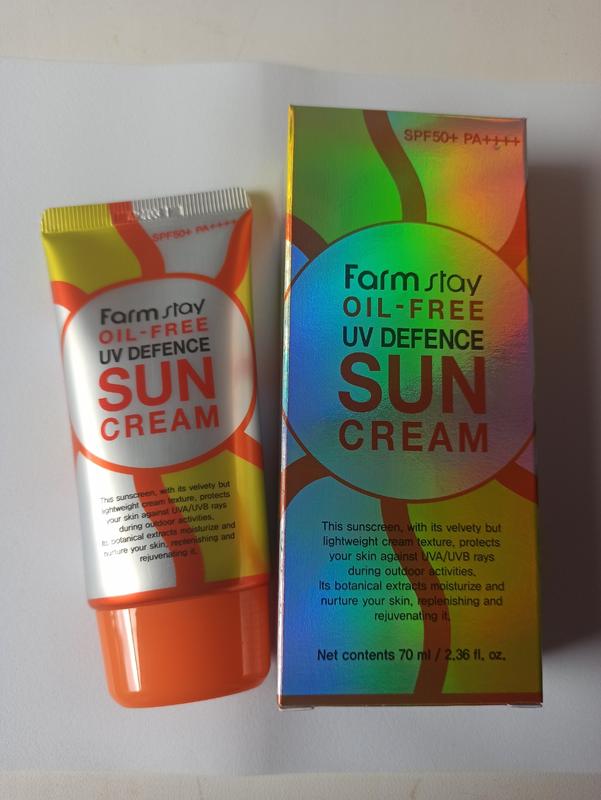 SPF50+ PA++++
Farm stay
OIL-FREE
UV DEFENCE
SUN
CREAM
This sunscreen, with its velvety but
lightweight cream texture, protects
your skin against UVA/UVB rays
during outdoor activities.
Its botanical extracts moisturize and
nurture your skin, replenishing and
rejuvenating it.
SPF50+ PA++++
Farm stay
OIL-FREE
UV DEFENCE
SUN
CREAM
This sunscreen, with its velvety but
lightweight cream texture, protects
your skin against UVA/UVB rays
during outdoor activities.
Its botanical extracts moisturize and
nurture your skin, replenishing and
rejuvenating it.
Net contents 70 ml / 2.36 fl. oz.